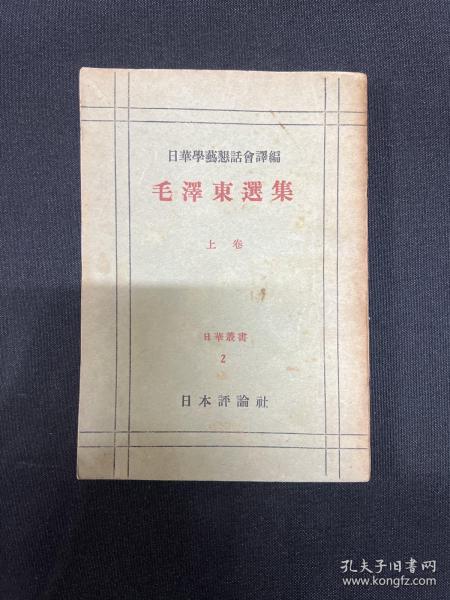 日華學藝懇話會譯編
毛澤東選集
上卷
日華叢書
2
日本評論社
孔夫子旧书网
www.kongfz.com